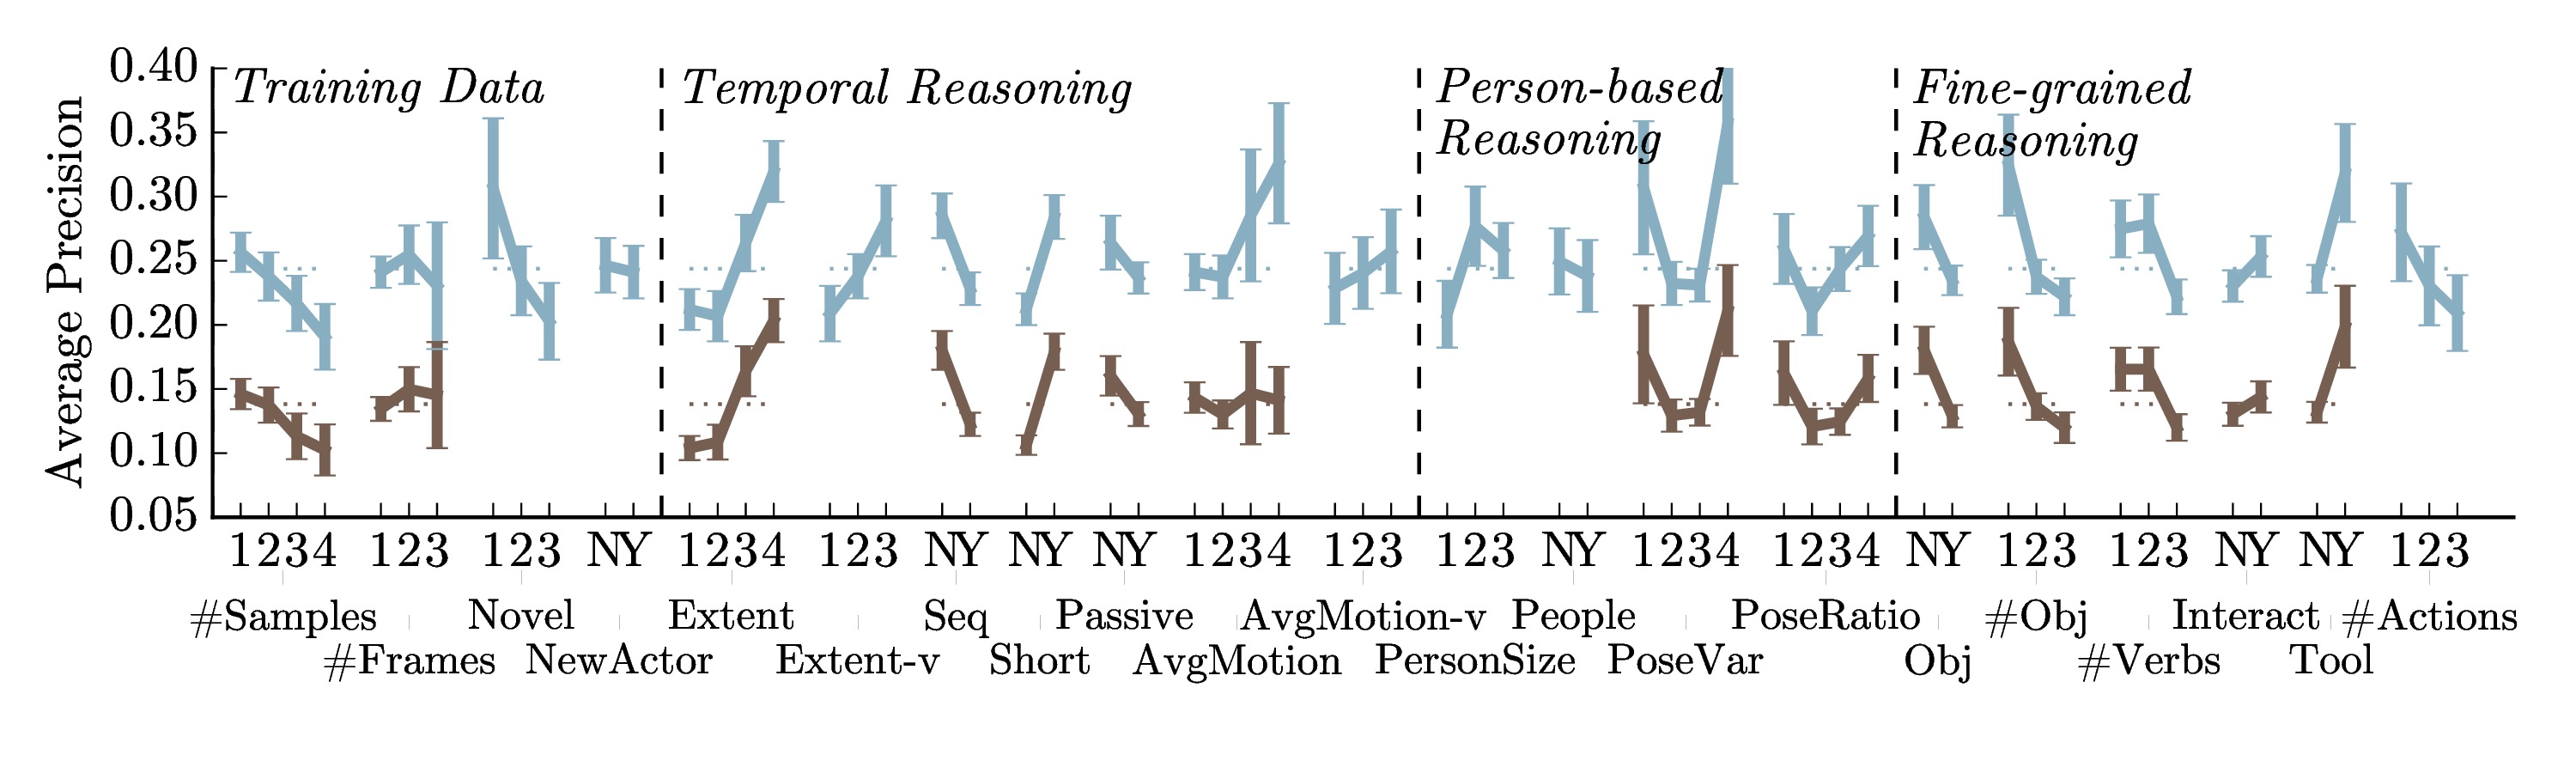 0.40
0.35
0.30
0.25
0.20
0.15
0.10
0.05
Average Precision
Training Data
Temporal Reasoning
Person-based
Reasoning
Fine-grained
Reasoning
1234 123 123 NY 1234 123 NY NY NY 1234 123 123 NY 1234 1234 NY 123 123 NY NY 123
#Samples Novel Extent Seq Passive AvgMotion-v People PoseRatio #Obj Interact #Actions
#Frames NewActor Extent-v Short AvgMotion PersonSize PoseVar Obj #Verbs Tool